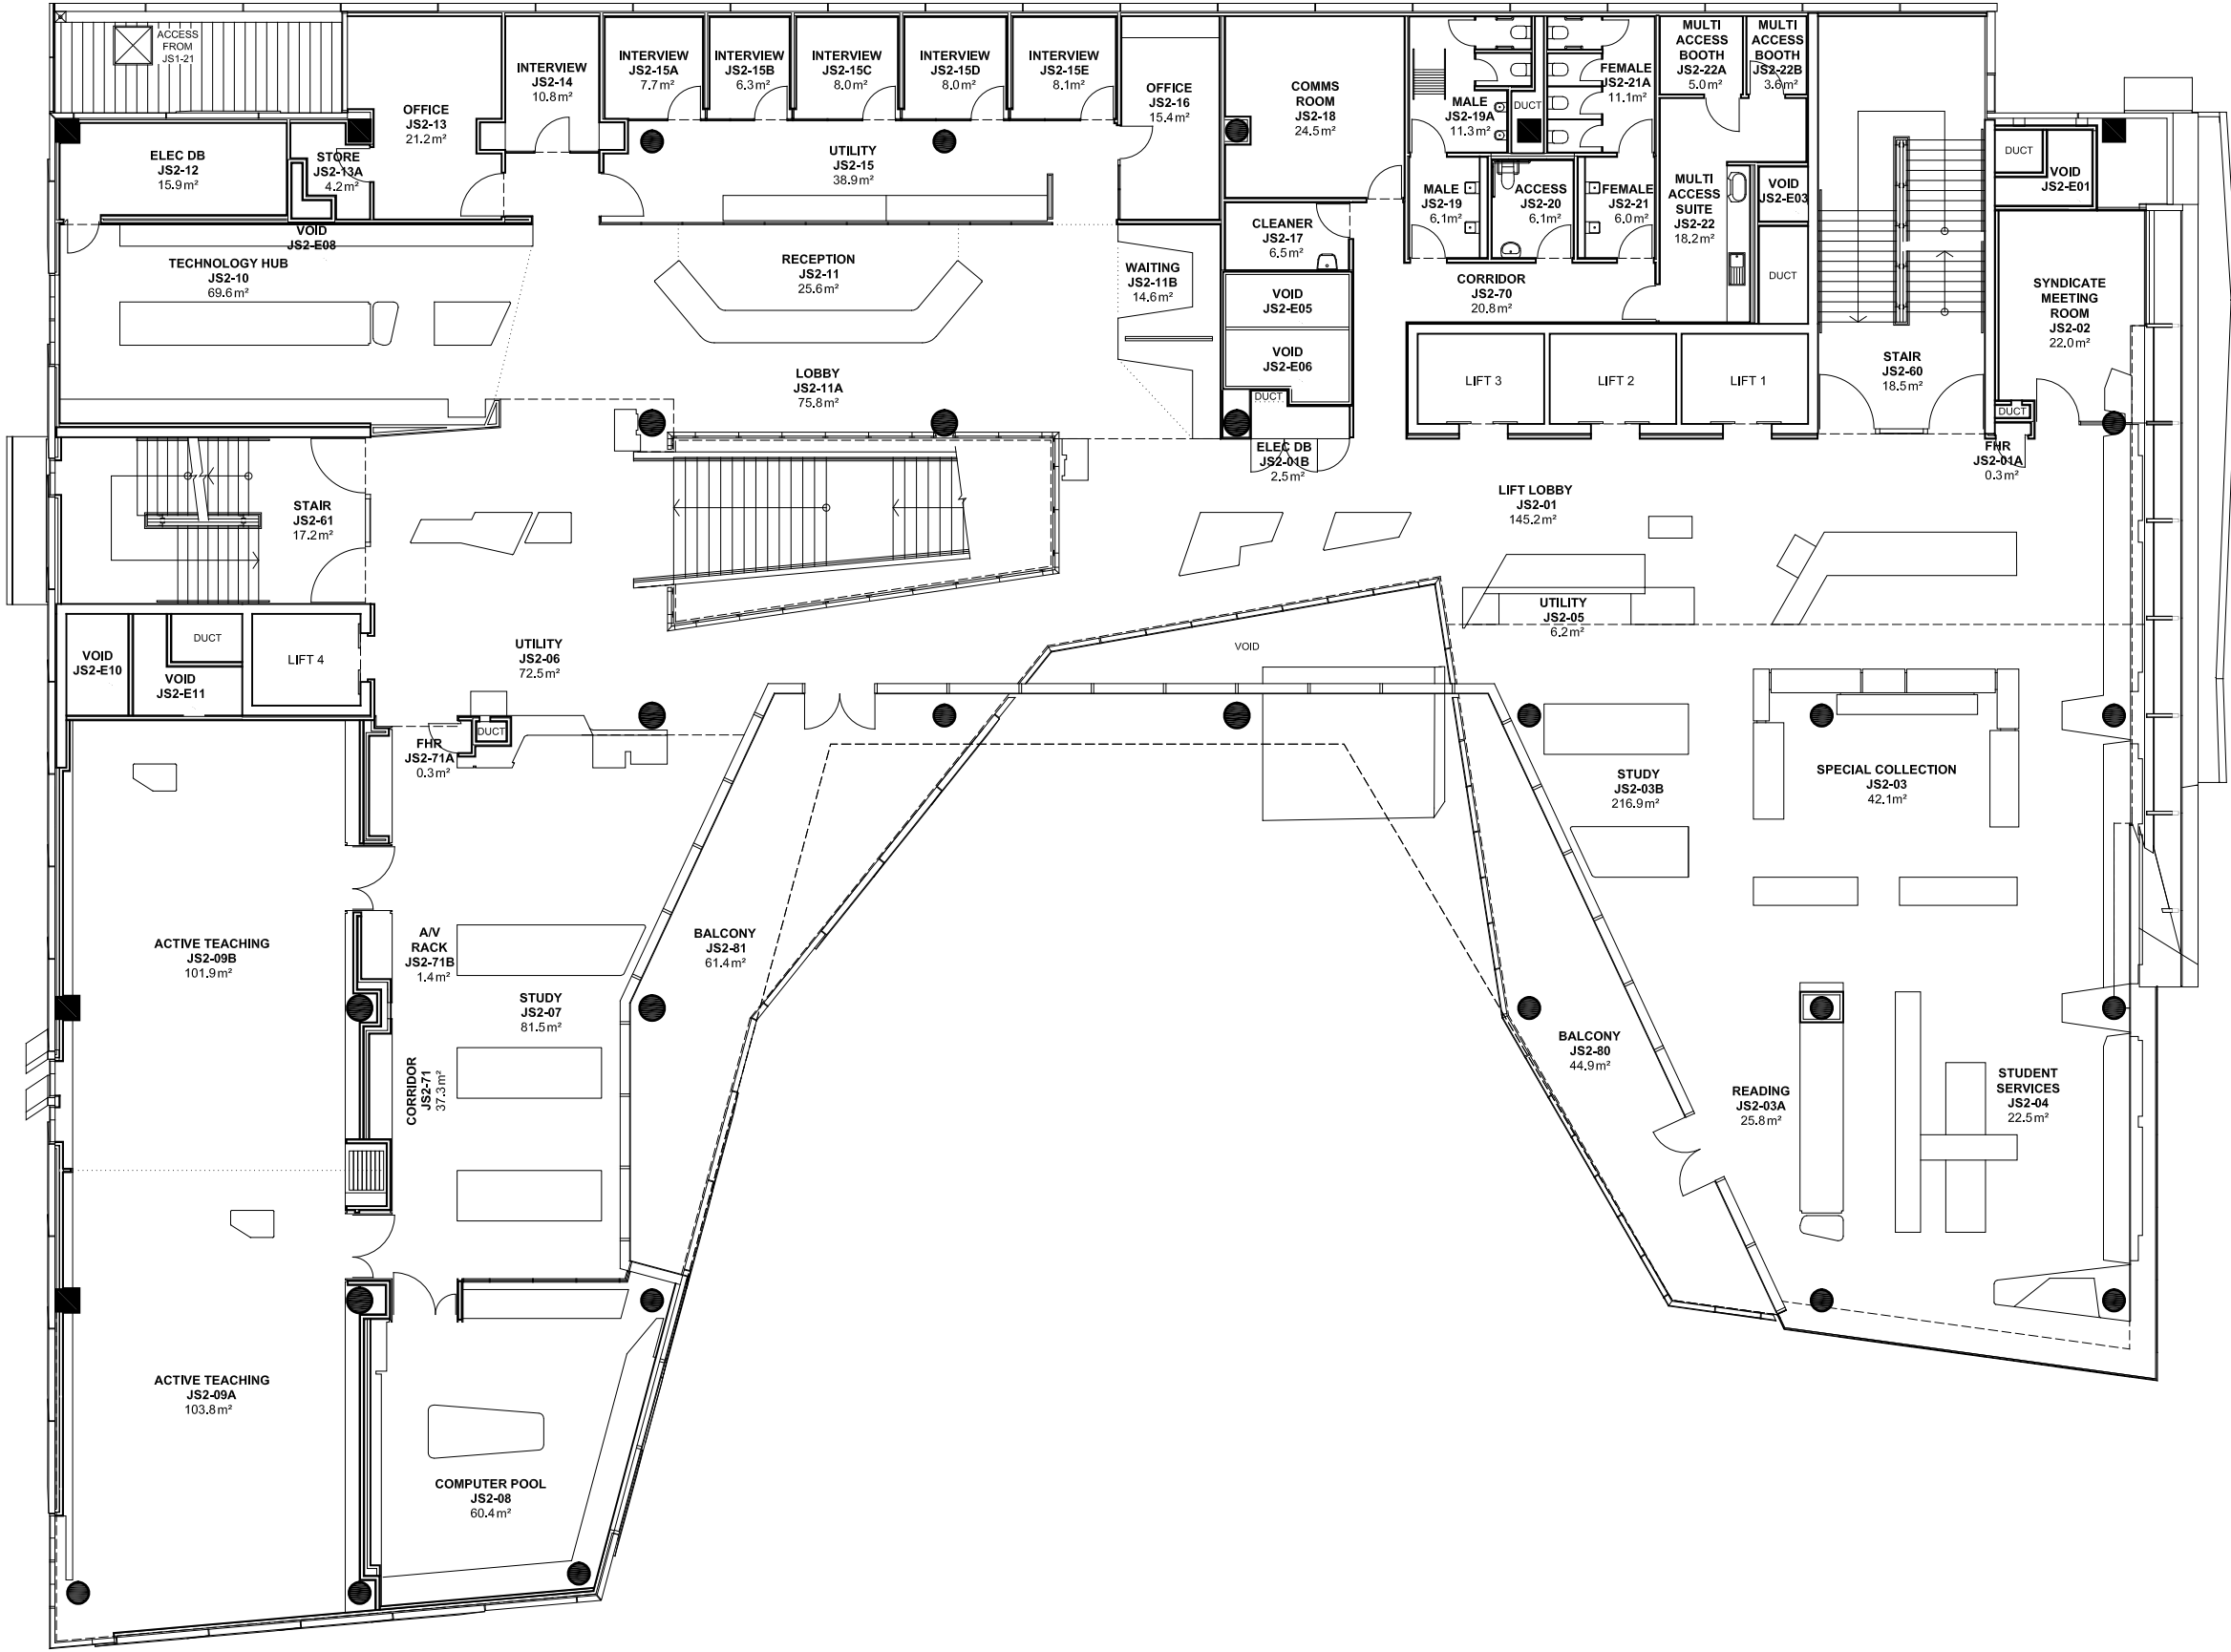 ACCESS
FROM
JS1-21
OFFICE
JS2-13
21.2m²
INTERVIEW
JS2-14
10.8m²
INTERVIEW
JS2-15A
7.7m²
INTERVIEW
JS2-15B
6.3m²
INTERVIEW
JS2-15C
8.0m²
INTERVIEW
JS2-15D
8.0m²
INTERVIEW
JS2-15E
8.1m²
OFFICE
JS2-16
15.4m²
COMMS
ROOM
JS2-18
24.5m²
MALE
JS2-19A
11.3m²
DUCT
FEMALE
JS2-21A
11.1m²
MULTI
ACCESS
BOOTH
JS2-22A
5.0m²
MULTI
ACCESS
BOOTH
JS2-22B
3.6m²
ELEC DB
JS2-12
15.9m²
STORE
JS2-13A
4.2m²
UTILITY
JS2-15
38.9m²
MALE
JS2-19
6.1m²
ACCESS
JS2-20
6.1m²
FEMALE
JS2-21
6.0m²
MULTI
ACCESS
SUITE
JS2-22
18.2m²
VOID
JS2-E03
DUCT
VOID
JS2-E01
VOID
JS2-E08
TECHNOLOGY HUB
JS2-10
69.6m²
RECEPTION
JS2-11
25.6m²
WAITING
JS2-11B
14.6m²
CLEANER
JS2-17
6.5m²
VOID
JS2-E05
VOID
JS2-E06
DUCT
CORRIDOR
JS2-70
20.8m²
DUCT
SYNDICATE
MEETING
ROOM
JS2-02
22.0m²
LOBBY
JS2-11A
75.8m²
LIFT 3
LIFT 2
LIFT 1
STAIR
JS2-60
18.5m²
DUCT
FHR
JS2-01A
0.3m²
ELEC DB
JS2-01B
2.5m²
STAIR
JS2-61
17.2m²
LIFT LOBBY
JS2-01
145.2m²
UTILITY
JS2-05
6.2m²
VOID
JS2-E10
DUCT
VOID
JS2-E11
LIFT 4
UTILITY
JS2-06
72.5m²
VOID
FHR
JS2-71A
0.3m²
DUCT
STUDY
JS2-03B
216.9m²
SPECIAL COLLECTION
JS2-03
42.1m²
ACTIVE TEACHING
JS2-09B
101.9m²
A/V
RACK
JS2-71B
1.4m²
BALCONY
JS2-81
61.4m²
STUDY
JS2-07
81.5m²
CORRIDOR
JS2-71
37.3m²
BALCONY
JS2-80
44.9m²
READING
JS2-03A
25.8m²
STUDENT
SERVICES
JS2-04
22.5m²
ACTIVE TEACHING
JS2-09A
103.8m²
COMPUTER POOL
JS2-08
60.4m²